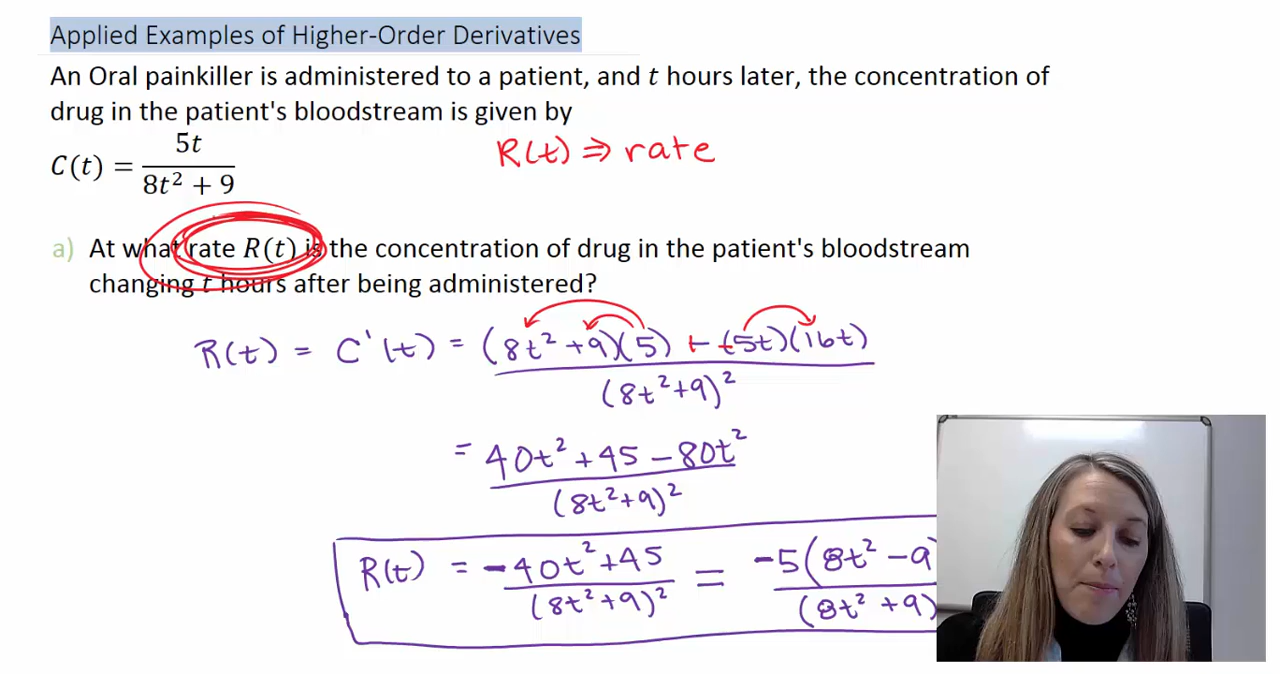 Applied Examples of Higher-Order Derivatives
An Oral painkiller is administered to a patient, and t hours later, the concentration of
drug in the patient's bloodstream is given by
C(t) = 5t / 8t² + 9
R(t) ⇒ rate
a) At what rate R(t) is the concentration of drug in the patient's bloodstream
changing t hours after being administered?
R(t) = C'(t) = (8t² + 9)(5) + -(5t)(16t) / (8t²+9)²
= 40t² + 45 - 80t² / (8t²+9)²
R(t) = -40t² + 45 / (8t²+9)² = -5(8t² - 9) / (8t² + 9)